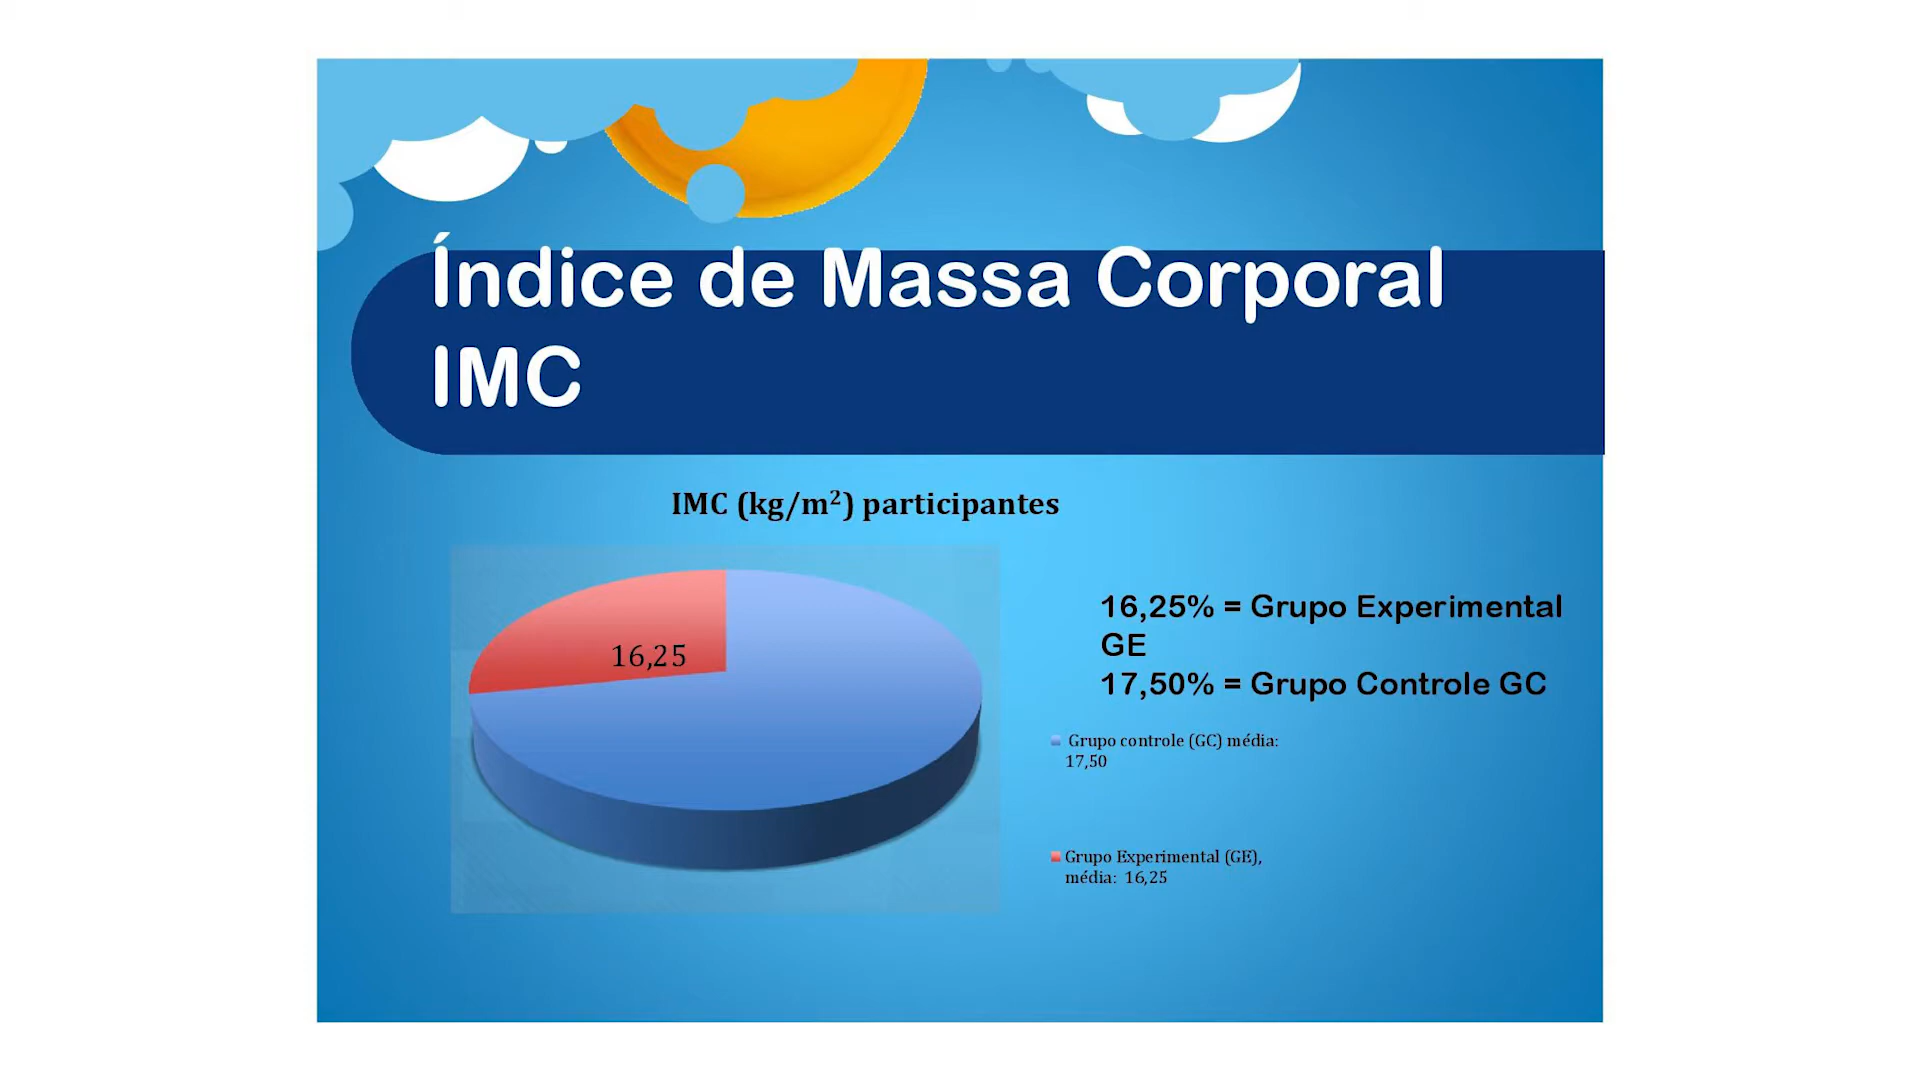 Índice de Massa Corporal
IMC
IMC (kg/m²) participantes
16,25
16,25% = Grupo Experimental
GE
17,50% = Grupo Controle GC
Grupo controle (GC) média:
17,50
Grupo Experimental (GE),
média: 16,25